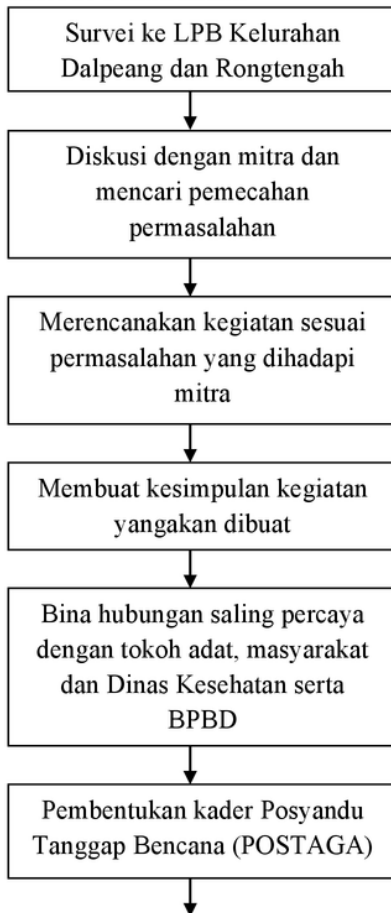 Survei ke LPB Kelurahan
Dalpeang dan Rongtengah
Diskusi dengan mitra dan
mencari pemecahan
permasalahan
Merencanakan kegiatan sesuai
permasalahan yang dihadapi
mitra
Membuat kesimpulan kegiatan
yangakan dibuat
Bina hubungan saling percaya
dengan tokoh adat, masyarakat
dan Dinas Kesehatan serta
BPBD
Pembentukan kader Posyandu
Tanggap Bencana (POSTAGA)